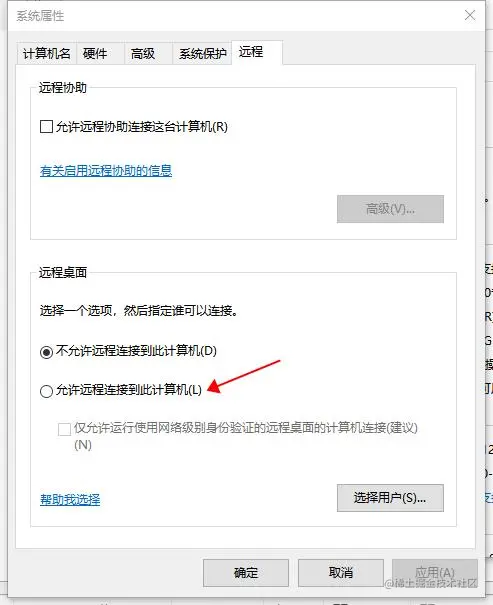 系统属性
计算机名 硬件 高级 系统保护 远程
远程协助
允许远程协助连接这台计算机(R)
有关启用远程协助的信息
高级(V)...
远程桌面
选择一个选项，然后指定谁可以连接。
不允许远程连接到此计算机(D)
允许远程连接到此计算机(L)
仅允许运行使用网络级别身份验证的远程桌面的计算机连接(建议)
(N)
帮助我选择
选择用户(S)...
确定 取消 应用(A)
@稀土掘金技术社区